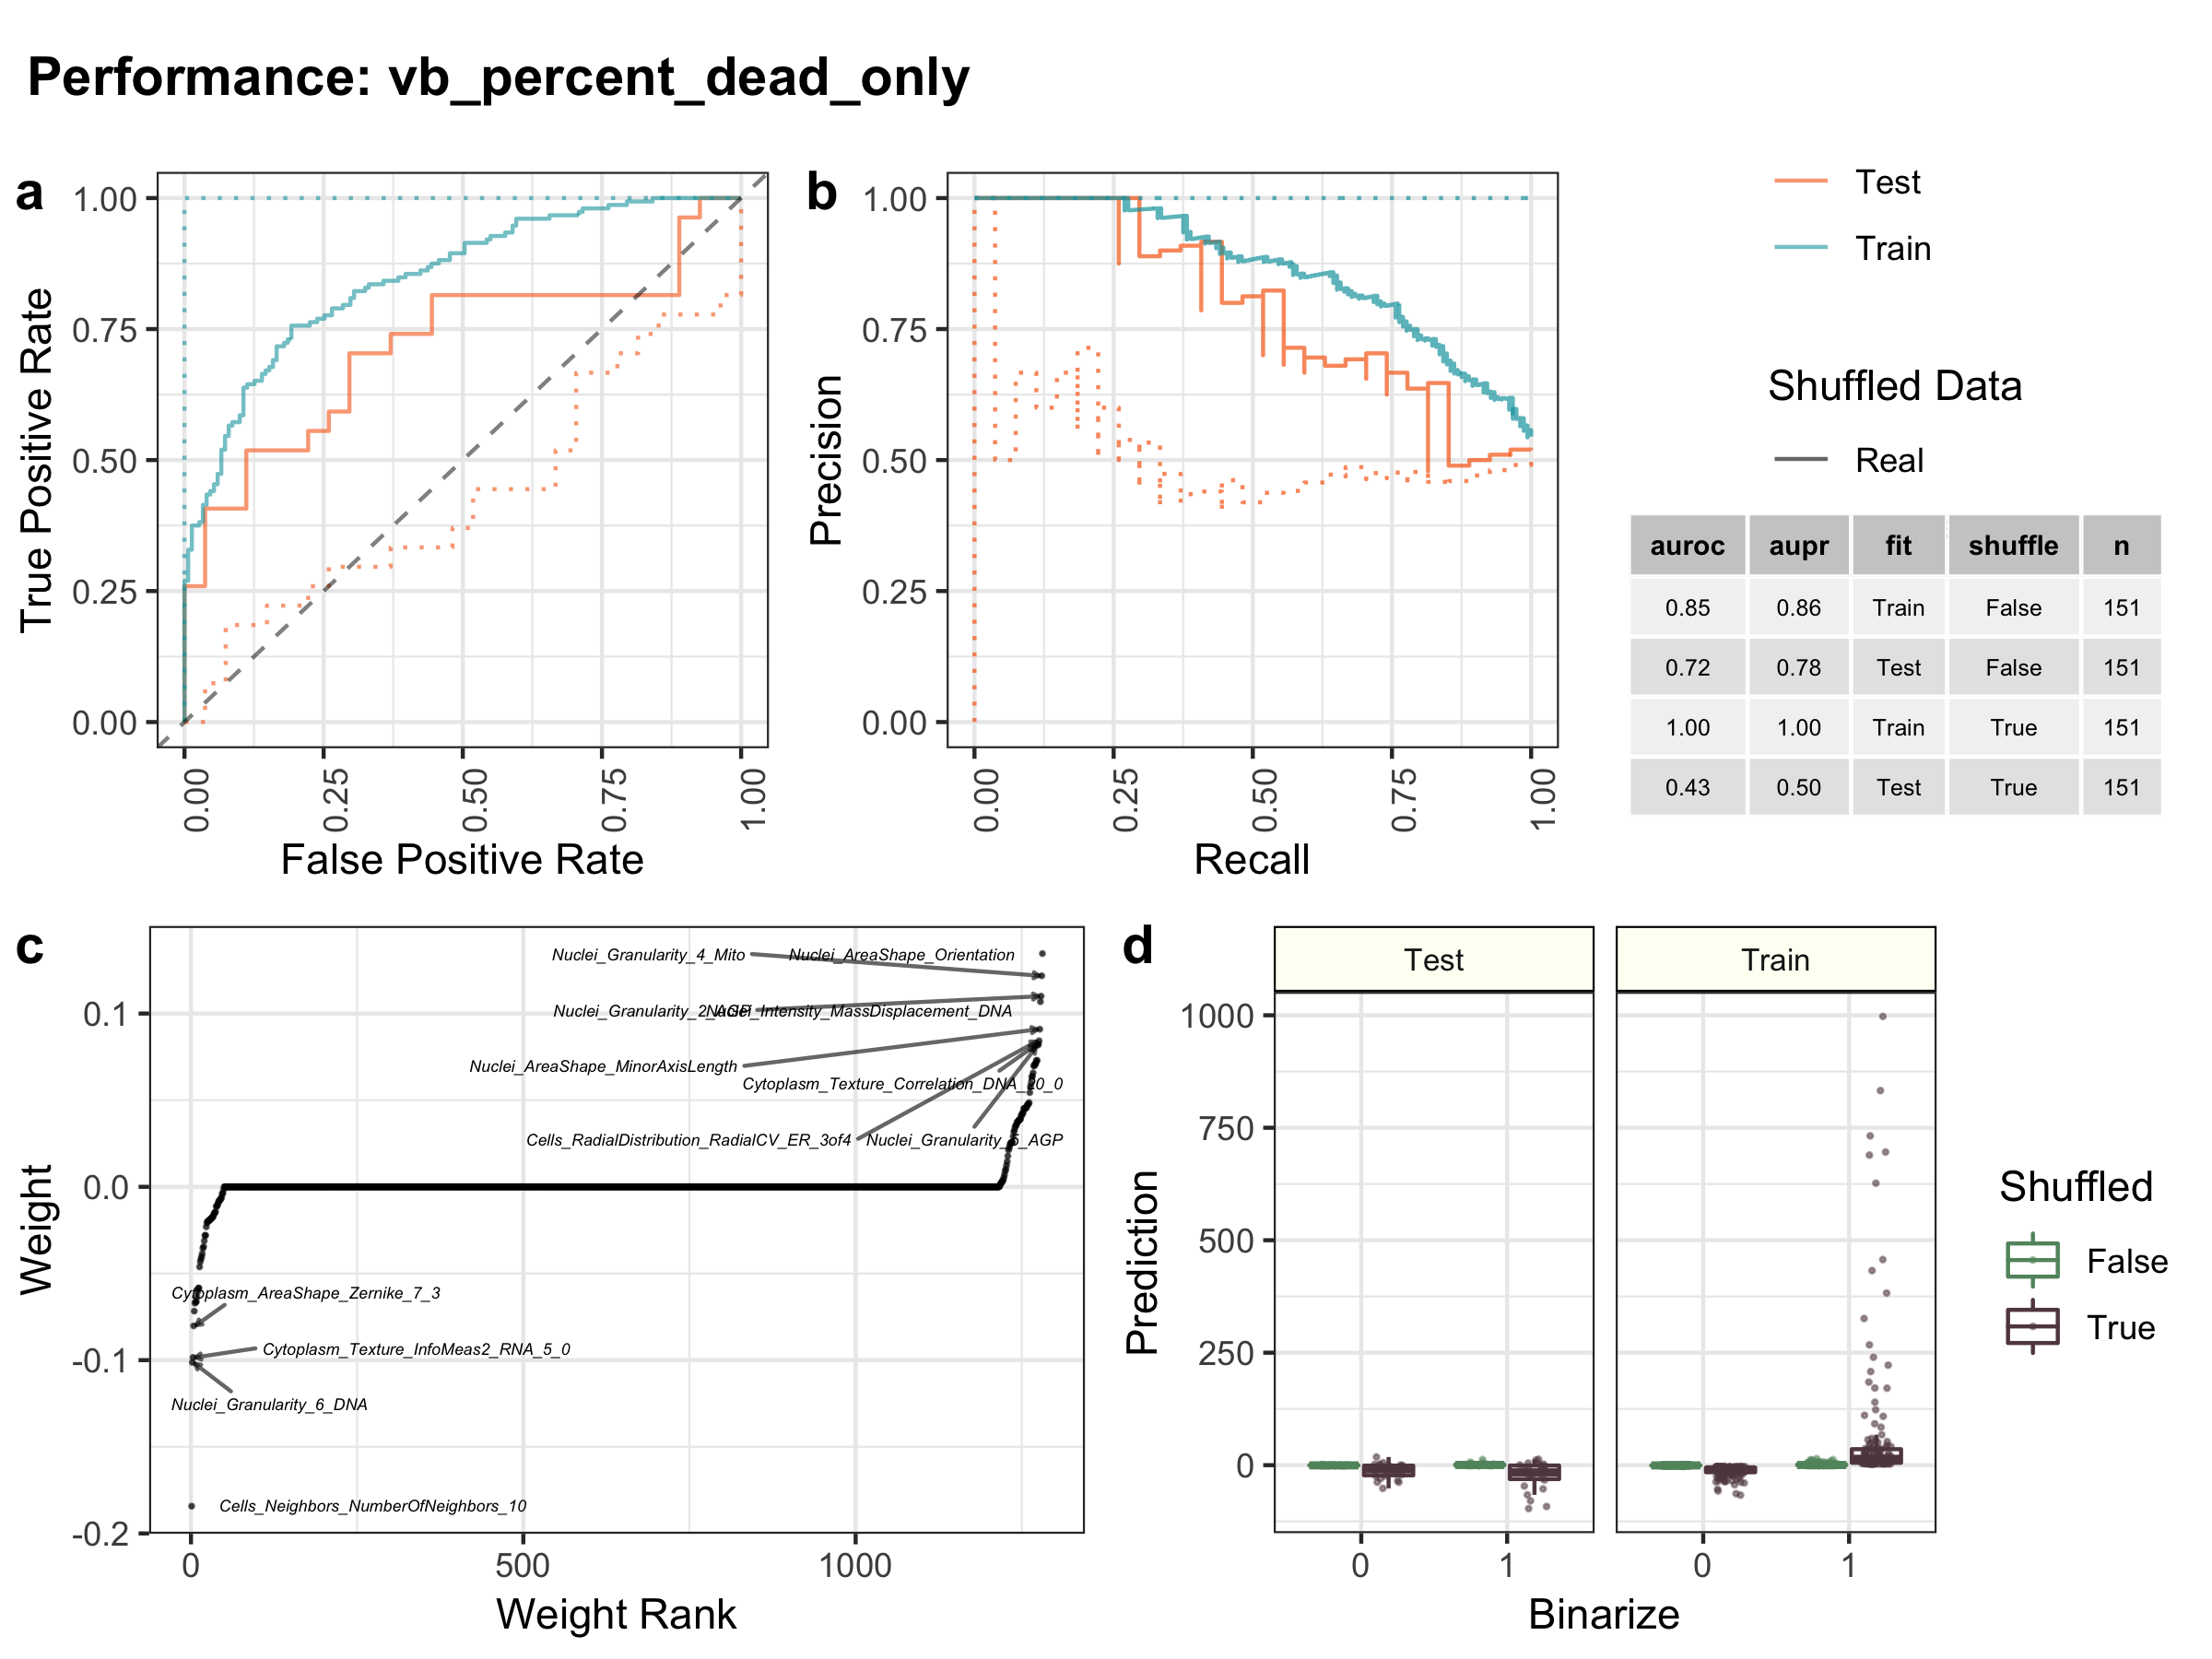 Performance: vb_percent_dead_only
a
True Positive Rate
1.00
0.75
0.50
0.25
0.00
0.00
0.25
0.50
0.75
1.00
False Positive Rate
b
Precision
1.00
0.75
0.50
0.25
0.00
0.00
0.25
0.50
0.75
1.00
Recall
Test
Train
Shuffled Data
Real
auroc aupr fit shuffle n
0.85 0.86 Train False 151
0.72 0.78 Test False 151
1.00 1.00 Train True 151
0.43 0.50 Test True 151
c
Weight
0.1
0.0
-0.1
-0.2
Nuclei_Granularity_4_Mito
Nuclei_AreaShape_Orientation
Nuclei_Granularity_2_AGP
Nuclei_Intensity_MassDisplacement_DNA
Nuclei_AreaShape_MinorAxisLength
Cytoplasm_Texture_Correlation_DNA_20_0
Cells_RadialDistribution_RadialCV_ER_3of4
Nuclei_Granularity_5_AGP
Cytoplasm_AreaShape_Zernike_7_3
Cytoplasm_Texture_InfoMeas2_RNA_5_0
Nuclei_Granularity_6_DNA
Cells_Neighbors_NumberOfNeighbors_10
0
500
1000
Weight Rank
d
Test
Train
Prediction
1000
750
500
250
0
0
1
0
1
Binarize
Shuffled
False
True